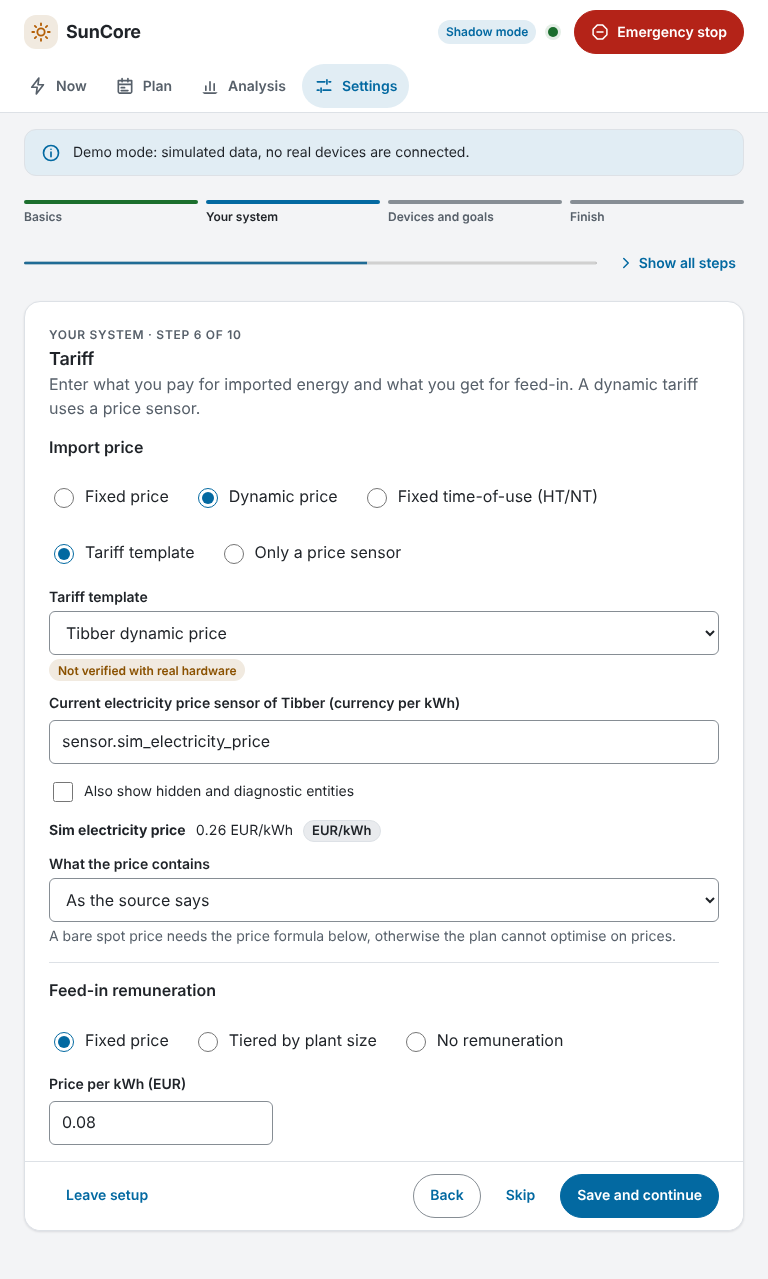 SunCore
Shadow mode
Emergency stop
Now
Plan
Analysis
Settings
Demo mode: simulated data, no real devices are connected.
Basics
Your system
Devices and goals
Finish
Show all steps
YOUR SYSTEM · STEP 6 OF 10
Tariff
Enter what you pay for imported energy and what you get for feed-in. A dynamic tariff
uses a price sensor.
Import price
Fixed price
Dynamic price
Fixed time-of-use (HT/NT)
Tariff template
Only a price sensor
Tariff template
Tibber dynamic price
Not verified with real hardware
Current electricity price sensor of Tibber (currency per kWh)
sensor.sim_electricity_price
Also show hidden and diagnostic entities
Sim electricity price 0.26 EUR/kWh EUR/kWh
What the price contains
As the source says
A bare spot price needs the price formula below, otherwise the plan cannot optimise on prices.
Feed-in remuneration
Fixed price
Tiered by plant size
No remuneration
Price per kWh (EUR)
0.08
Leave setup
Back
Skip
Save and continue